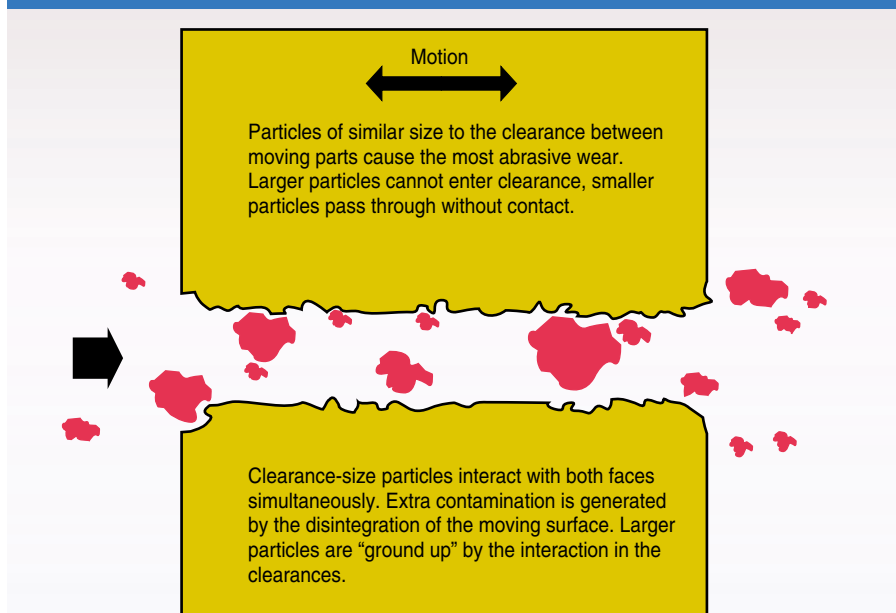 Motion
Particles of similar size to the clearance between
moving parts cause the most abrasive wear.
Larger particles cannot enter clearance, smaller
particles pass through without contact.
Clearance-size particles interact with both faces
simultaneously. Extra contamination is generated
by the disintegration of the moving surface. Larger
particles are “ground up” by the interaction in the
clearances.